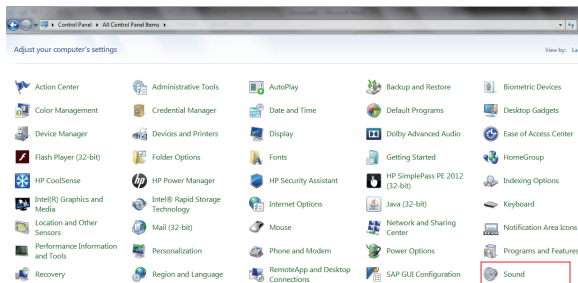 Control Panel ▸ All Control Panel Items ▸
Adjust your computer's settings
View by: La
Action Center
Administrative Tools
AutoPlay
Backup and Restore
Biometric Devices
Color Management
Credential Manager
Date and Time
Default Programs
Desktop Gadgets
Device Manager
Devices and Printers
Display
Dolby Advanced Audio
Ease of Access Center
Flash Player (32-bit)
Folder Options
Fonts
Getting Started
HomeGroup
HP CoolSense
HP Power Manager
HP Security Assistant
HP SimplePass PE 2012
(32-bit)
Indexing Options
Intel(R) Graphics and
Media
Intel® Rapid Storage
Technology
Internet Options
Java (32-bit)
Keyboard
Location and Other
Sensors
Mail (32-bit)
Mouse
Network and Sharing
Center
Notification Area Icons
Performance Information
and Tools
Personalization
Phone and Modem
Power Options
Programs and Features
Recovery
Region and Language
RemoteApp and Desktop
Connections
SAP GUI Configuration
Sound